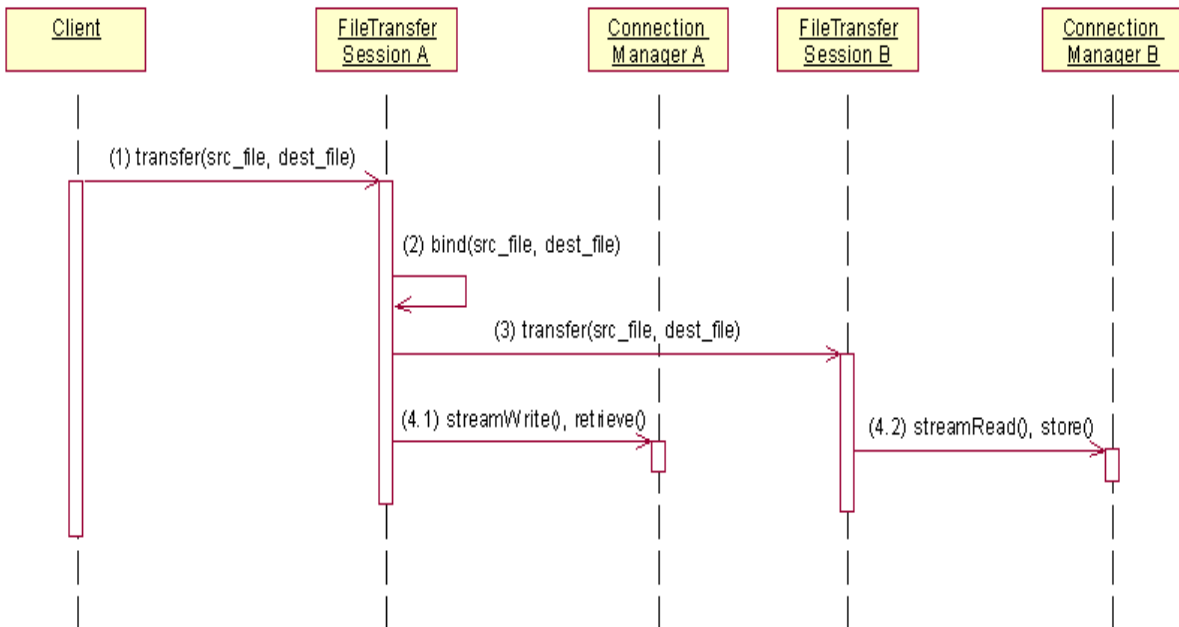 Client
FileTransfer
Session A
Connection
Manager A
FileTransfer
Session B
Connection
Manager B
(1) transfer(src_file, dest_file)
(2) bind(src_file, dest_file)
(3) transfer(src_file, dest_file)
(4.1) streamWrite(), retrieve()
(4.2) streamRead(), store()